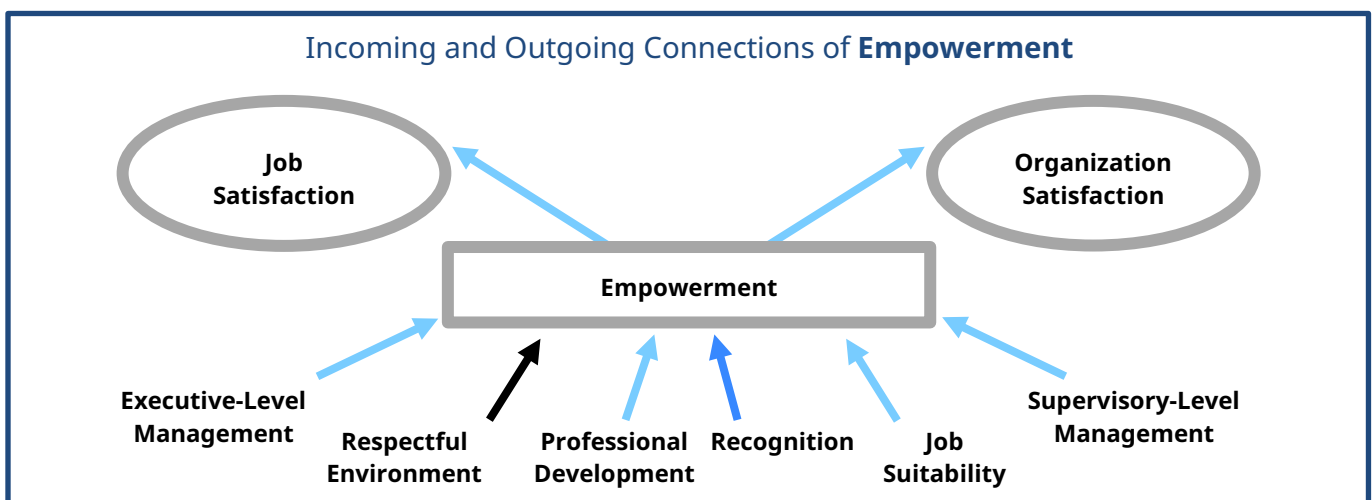 Incoming and Outgoing Connections of Empowerment
Job
Satisfaction
Organization
Satisfaction
Empowerment
Executive-Level
Management
Respectful
Environment
Professional
Development
Recognition
Job
Suitability
Supervisory-Level
Management